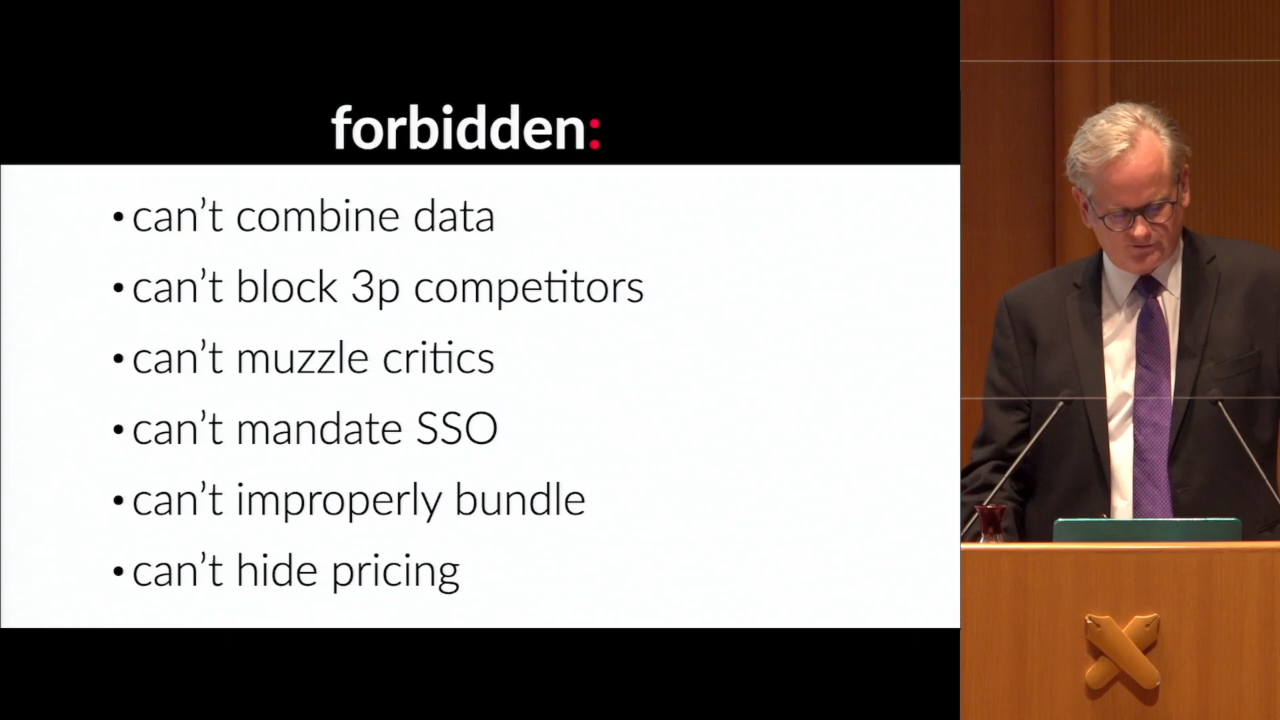 forbidden:
• can’t combine data
• can’t block 3p competitors
• can’t muzzle critics
• can’t mandate SSO
• can’t improperly bundle
• can’t hide pricing